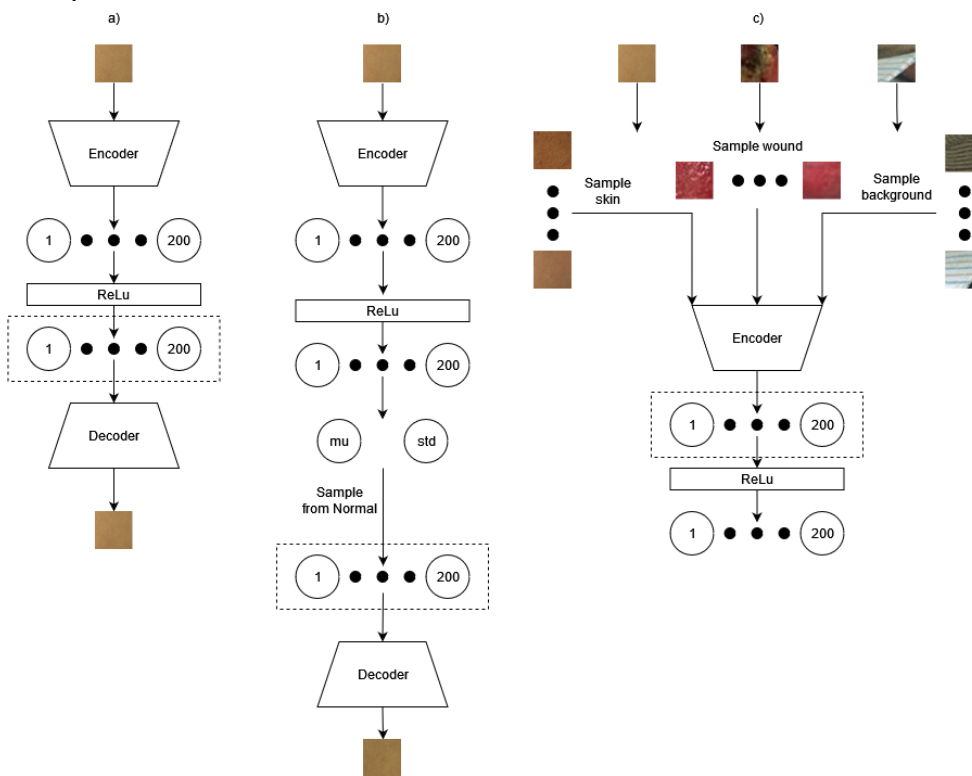 a)
Encoder
1
200
ReLu
1
200
Decoder
b)
Encoder
1
200
ReLu
1
200
mu
std
Sample
from Normal
1
200
Decoder
c)
Sample wound
Sample
skin
Sample
background
Encoder
1
200
ReLu
1
200